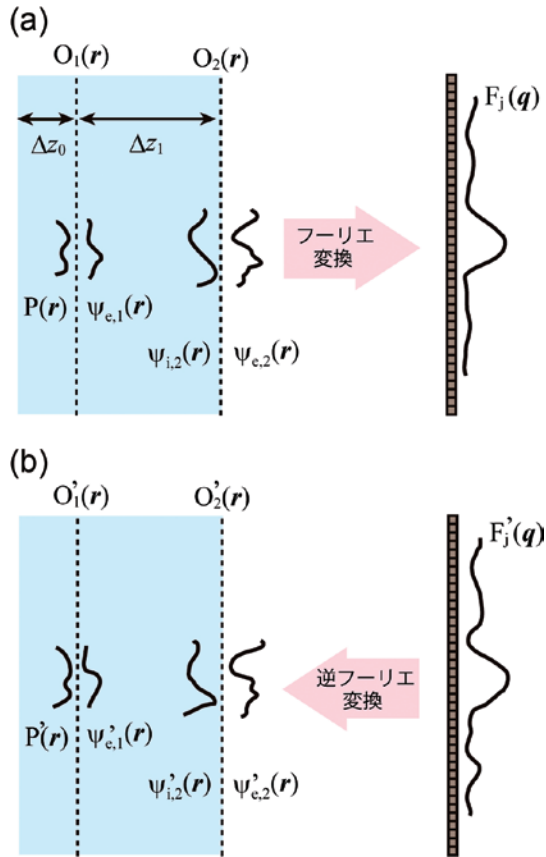 (a)
O₁(r) O₂(r)
Fⱼ(q)
Δz₀ Δz₁
フーリエ
変換
P(r) ψₑ,₁(r)
ψᵢ,₂(r) ψₑ,₂(r)
(b)
O'₁(r) O'₂(r)
Fⱼ'(q)
逆フーリエ
変換
P'(r) ψ'ₑ,₁(r)
ψ'ᵢ,₂(r) ψ'ₑ,₂(r)